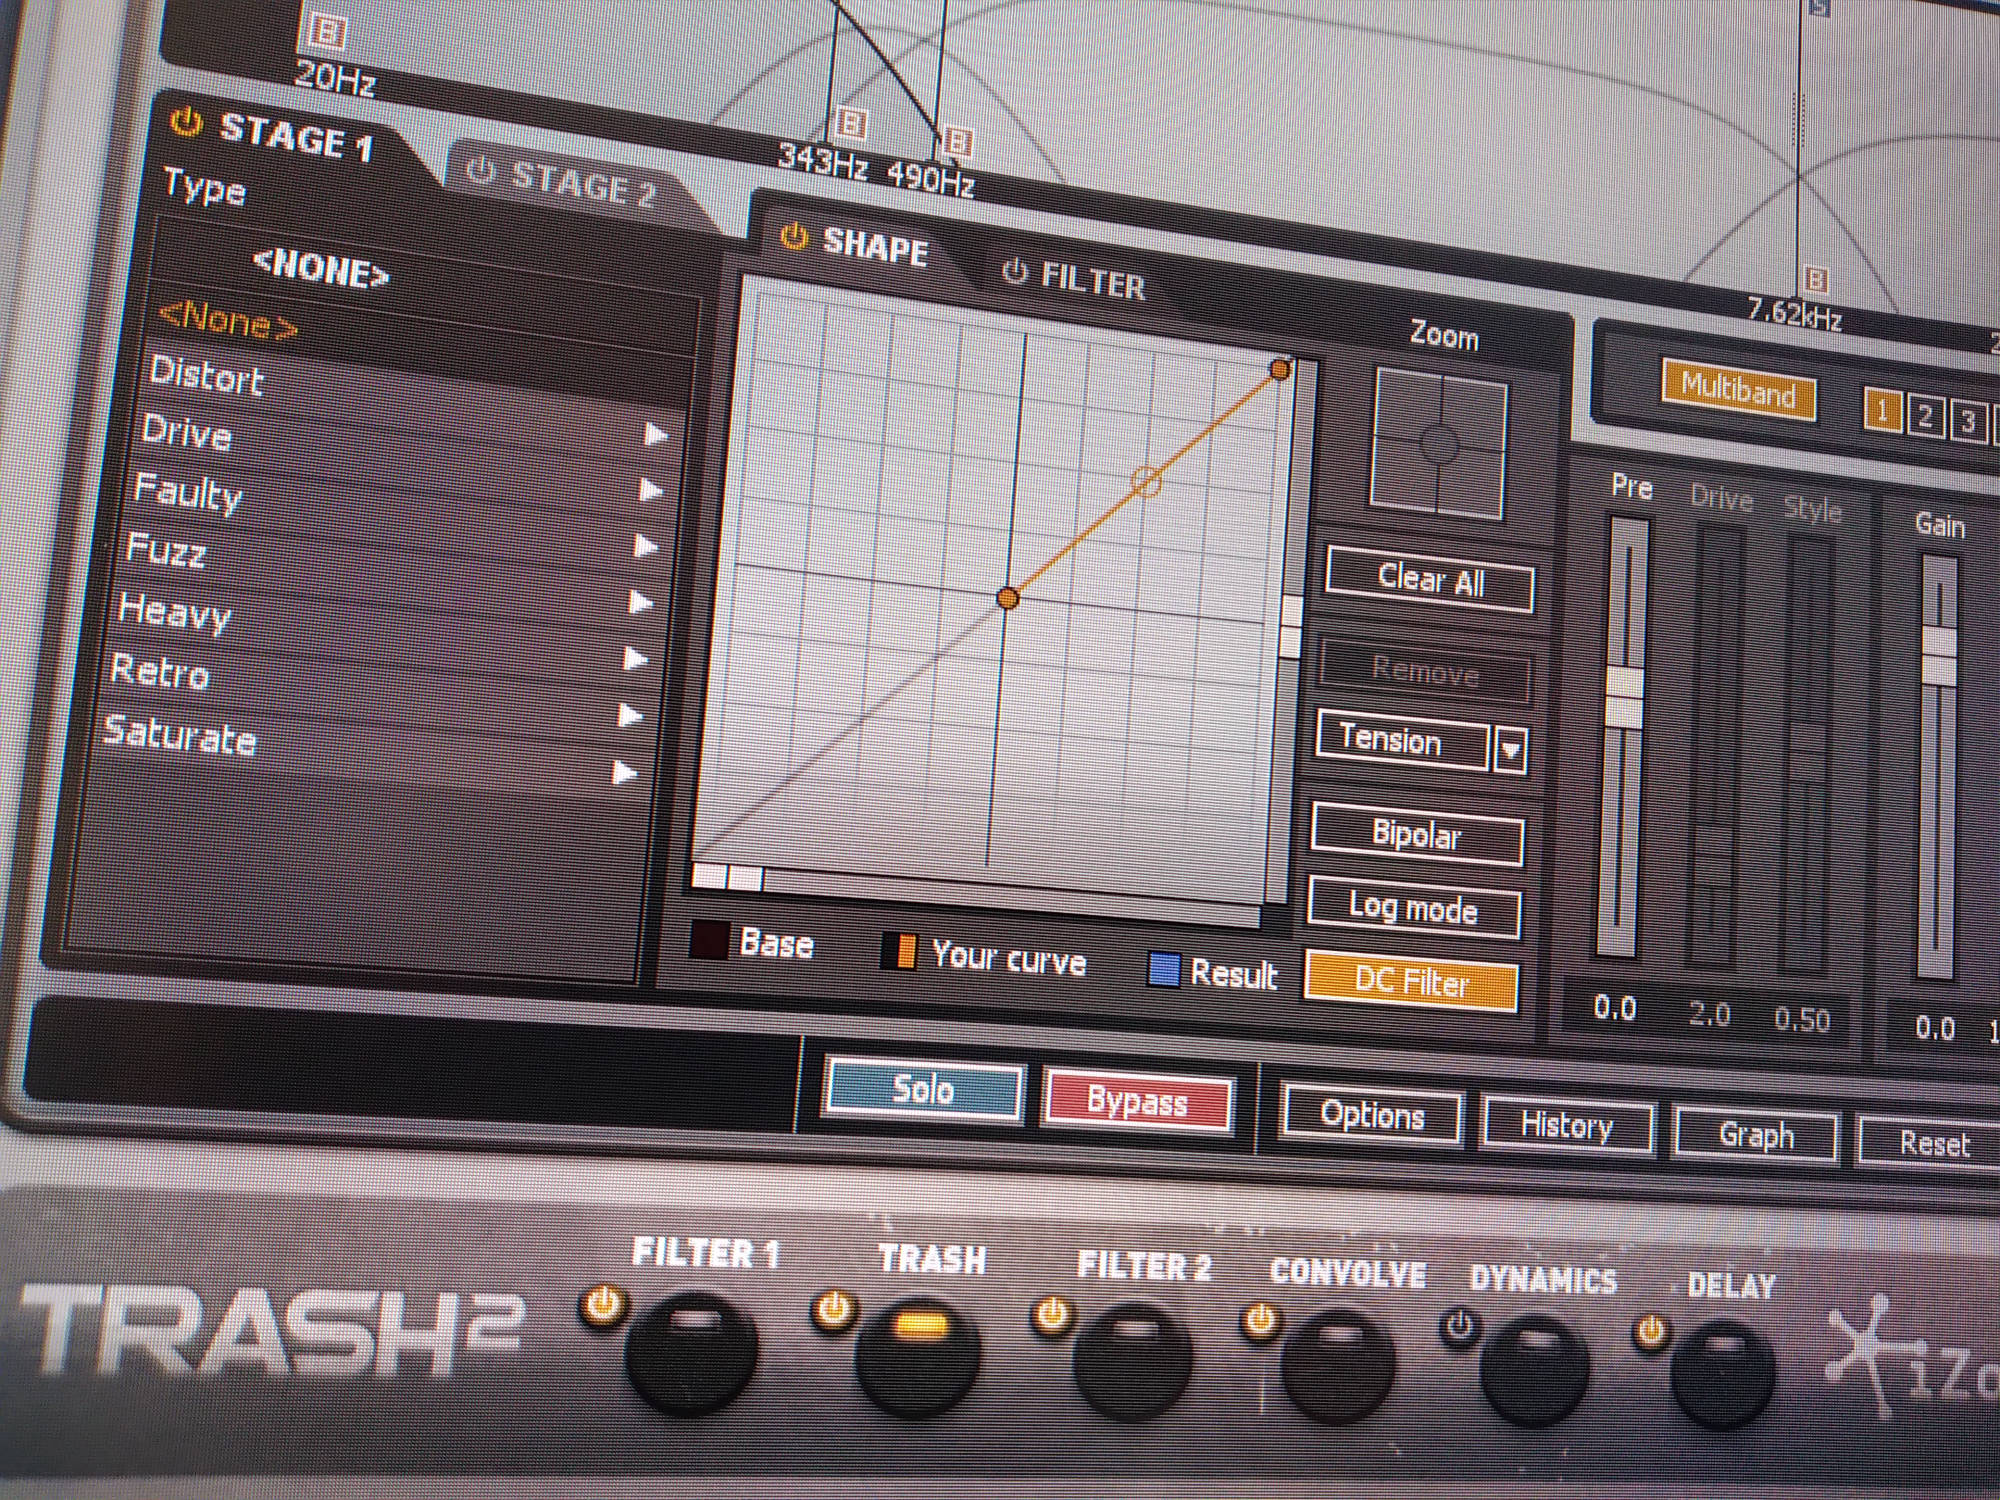 S
B
20Hz
B
343Hz
B
490Hz
B
7.62kHz
2
STAGE 1
STAGE 2
Type
<NONE>
<None>
Distort
Drive
Faulty
Fuzz
Heavy
Retro
Saturate
SHAPE
FILTER
Zoom
Clear All
Remove
Tension
Bipolar
Log mode
DC Filter
Base
Your curve
Result
Multiband
1 2 3
Pre Drive Style Gain
0.0 2.0 0.50 0.0 1
Solo
Bypass
Options
History
Graph
Reset
TRASH2
FILTER 1
TRASH
FILTER 2
CONVOLVE
DYNAMICS
DELAY
iZo